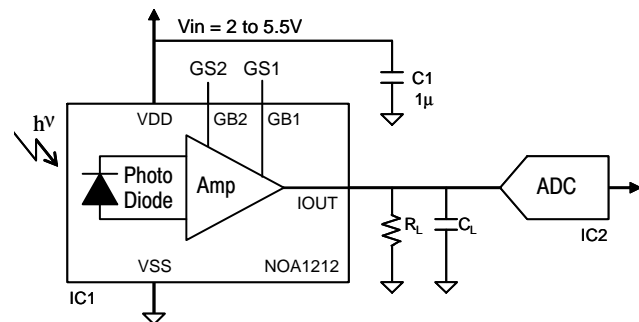 Vin = 2 to 5.5V
GS2 GS1
C1
1µ
hν
VDD
GB2 GB1
Photo
Diode
Amp
IOUT
ADC
RL
CL
IC2
VSS
NOA1212
IC1